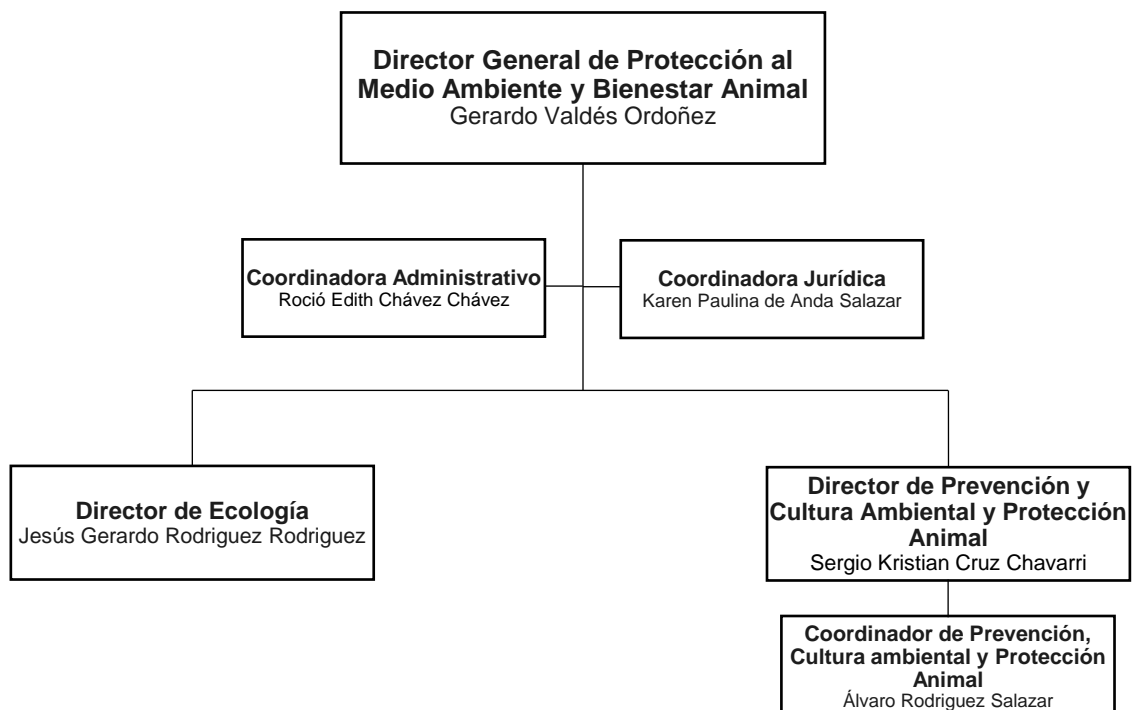 Director General de Protección al
Medio Ambiente y Bienestar Animal
Gerardo Valdés Ordoñez
Coordinadora Administrativo
Roció Edith Chávez Chávez
Coordinadora Jurídica
Karen Paulina de Anda Salazar
Director de Ecología
Jesús Gerardo Rodriguez Rodriguez
Director de Prevención y
Cultura Ambiental y Protección
Animal
Sergio Kristian Cruz Chavarri
Coordinador de Prevención,
Cultura ambiental y Protección
Animal
Álvaro Rodriguez Salazar